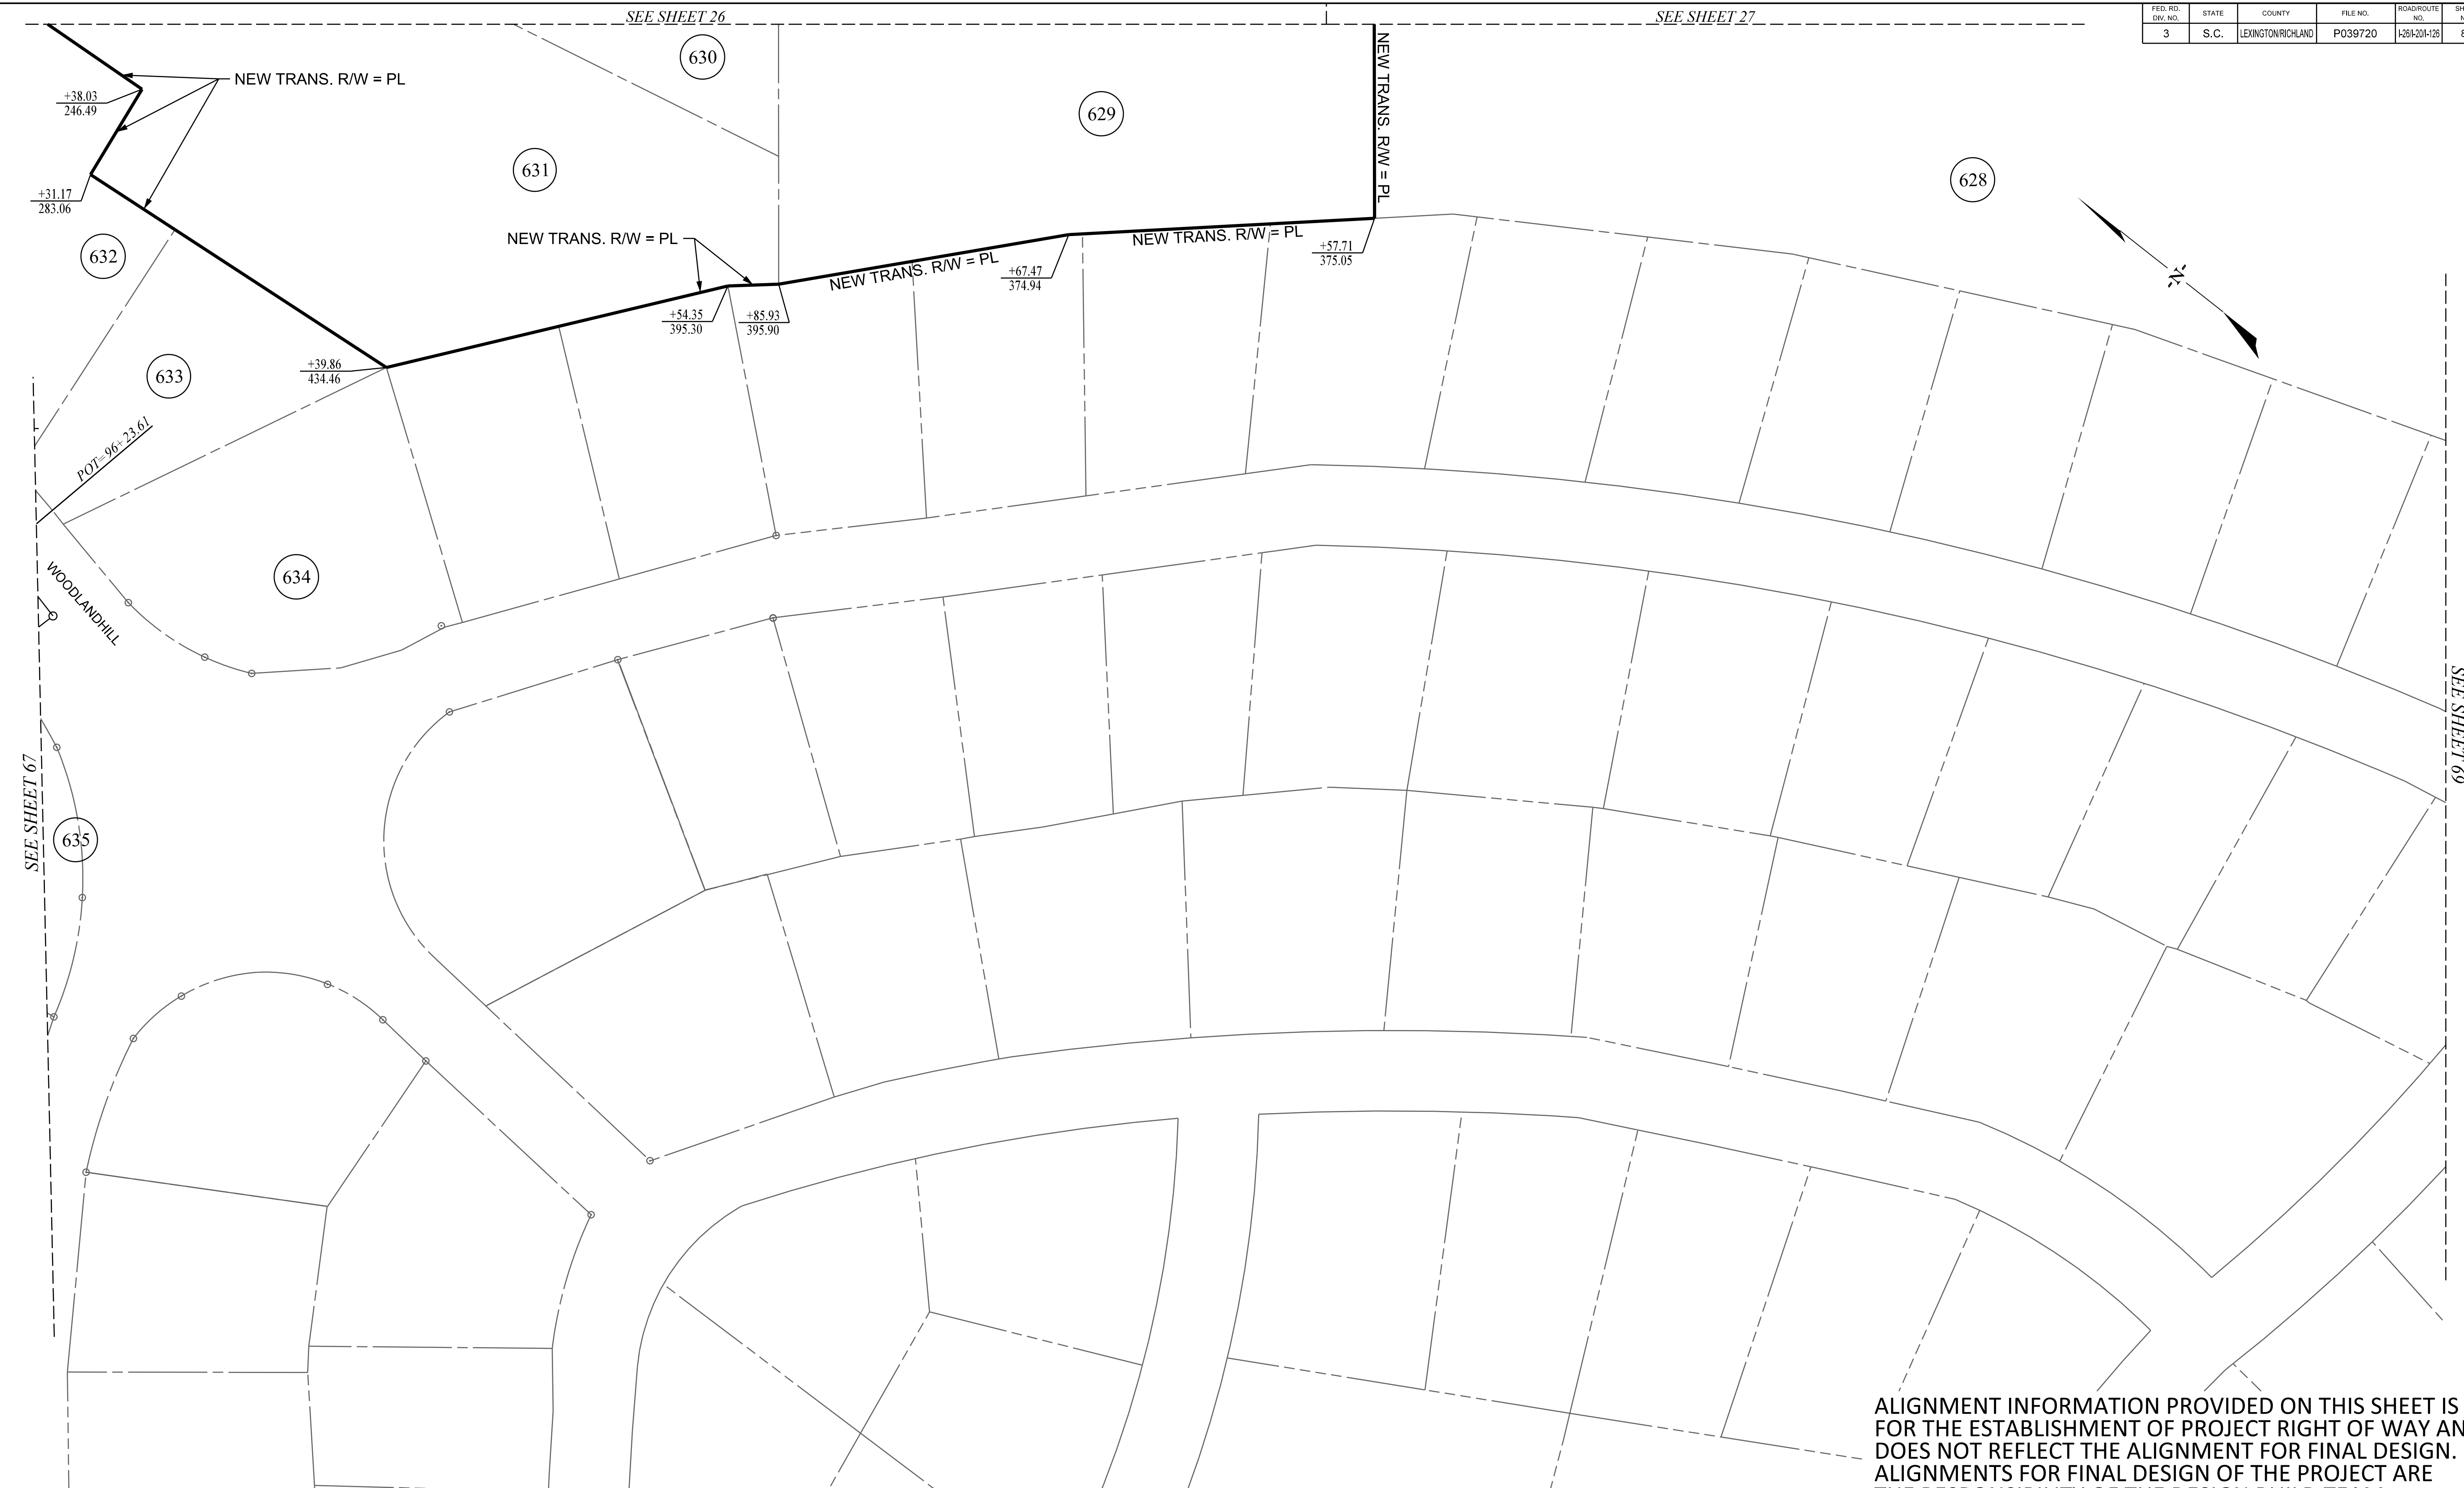 SEE SHEET 26
SEE SHEET 27
FED. RD. DIV. NO.
STATE
COUNTY
FILE NO.
ROAD/ROUTE NO.
3
S.C.
LEXINGTON/RICHLAND
P039720
I-26/I-20/I-126
630
NEW TRANS. R/W = PL
+38.03
246.49
629
NEW TRANS. R/W = PL
631
628
+31.17
283.06
632
NEW TRANS. R/W = PL
NEW TRANS. R/W = PL
NEW TRANS. R/W = PL
+57.71
375.05
+67.47
374.94
-N-
+54.35
395.30
+85.93
395.90
+39.86
434.46
633
POT=96+23.61
634
WOODLANDHILL
SEE SHEET 67
635
SEE SHEET 69
ALIGNMENT INFORMATION PROVIDED ON THIS SHEET IS
FOR THE ESTABLISHMENT OF PROJECT RIGHT OF WAY
DOES NOT REFLECT THE ALIGNMENT FOR FINAL DESIGN.
ALIGNMENTS FOR FINAL DESIGN OF THE PROJECT ARE